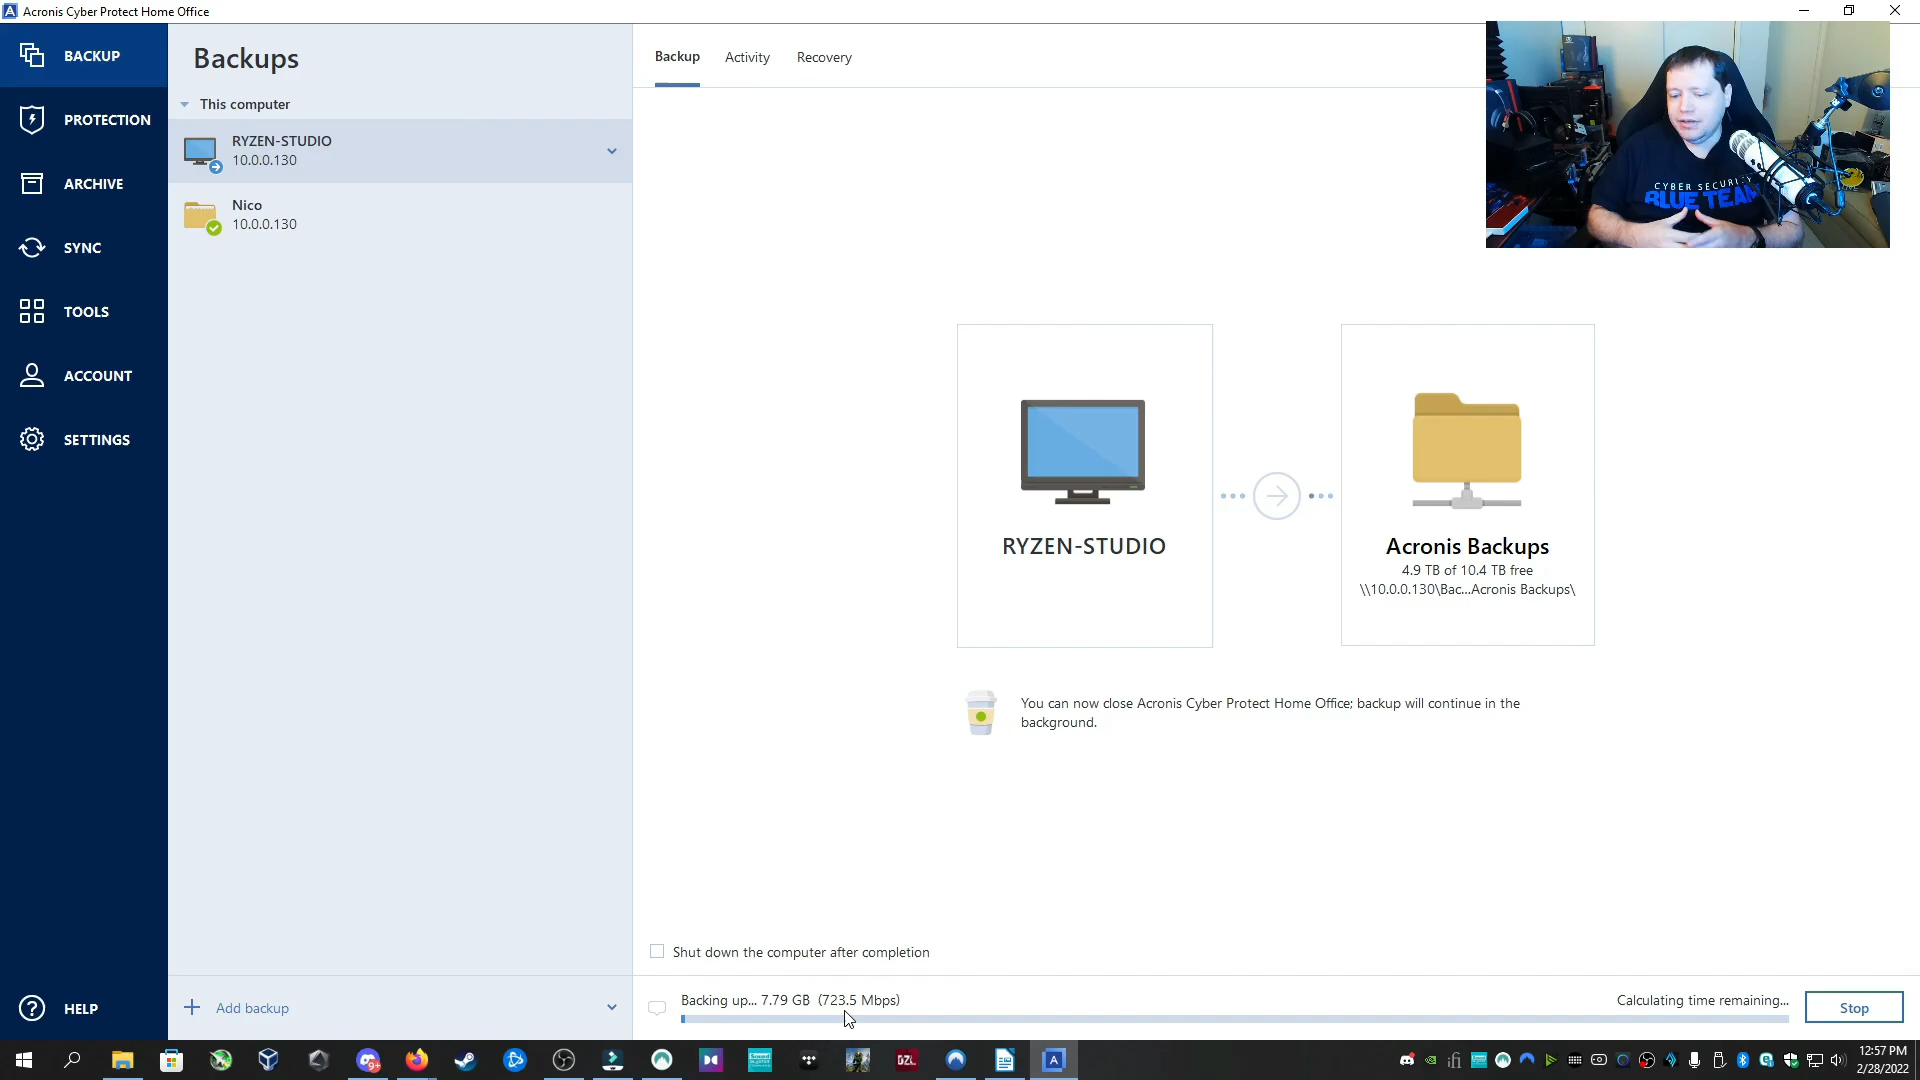 Acronis Cyber Protect Home Office
BACKUP
PROTECTION
ARCHIVE
SYNC
TOOLS
ACCOUNT
SETTINGS
HELP
Backups
This computer
RYZEN-STUDIO
10.0.0.130
Nico
10.0.0.130
Add backup
Backup Activity Recovery
CYBER SECURITY
BLUE TEAM
RYZEN-STUDIO
Acronis Backups
4.9 TB of 10.4 TB free
\\10.0.0.130\Bac...Acronis Backups\
You can now close Acronis Cyber Protect Home Office; backup will continue in the
background.
Shut down the computer after completion
Backing up... 7.79 GB (723.5 Mbps)
Calculating time remaining...
Stop
9+
DZL
12:57 PM
2/28/2022